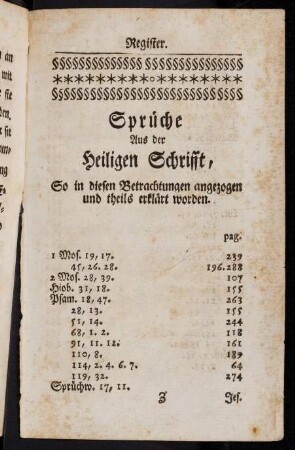 Register.
§§§§§§§§§§§§§§ §§§§§§§§§§§§§§§
Sprüche
Aus der
Heiligen Schrifft,
So in diesen Betrachtungen angezogen
und theils erklärt worden.
pag.
1 Mos. 19, 17. 239
45, 26. 28. 196. 288
2 Mos. 28, 39. 107
Hiob. 31, 18. 155
Psam. 18, 47. 263
28, 13. 155
51, 14. 244
68, 1. 2. 118
91, 11. 12. 161
110, 8. 189
114, 2. 4. 6. 7. 64
119, 32. 274
Sprüchw. 17, 11.
Z Jes.